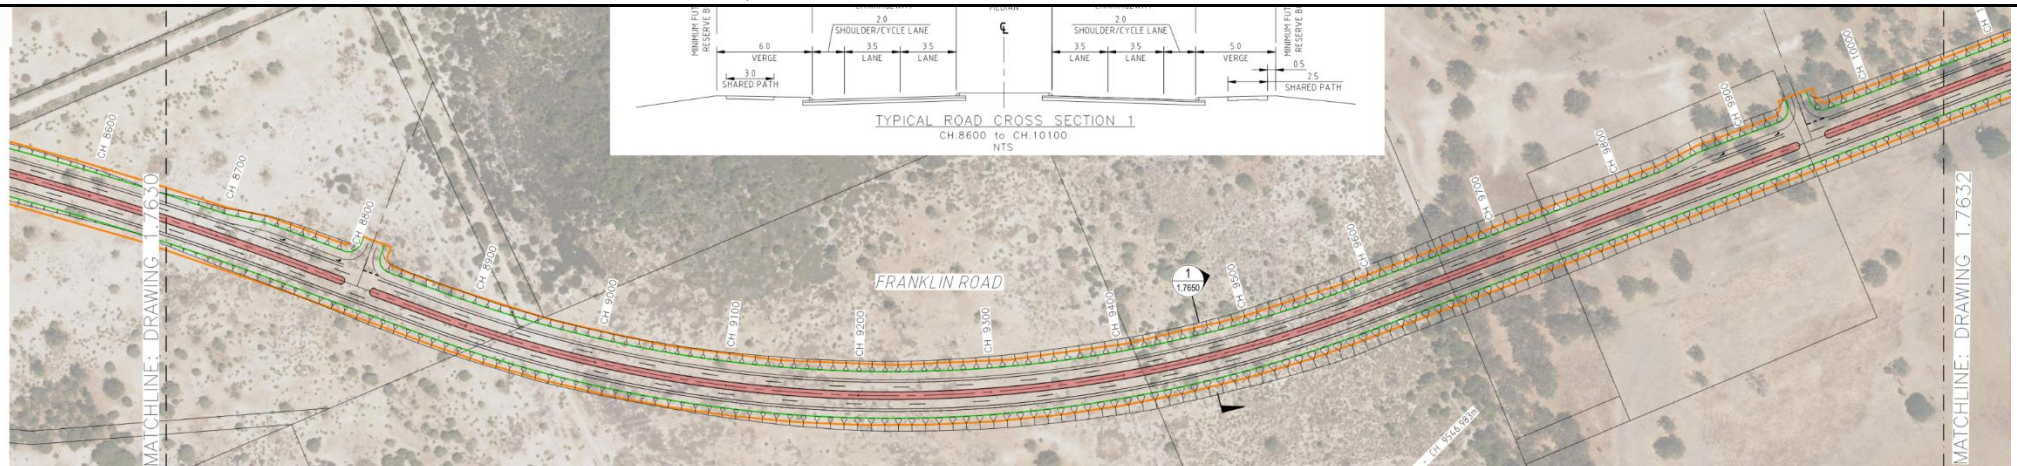 MEDIAN
2.0
SHOULDER/CYCLE LANE
2.0
SHOULDER/CYCLE LANE
MINIMUM FUT
RESERVE B
MINIMUM FUT
RESERVE B
6.0
VERGE
3.5
LANE
3.5
LANE
3.5
LANE
3.5
LANE
5.0
VERGE
3.0
SHARED PATH
0.5
2.5
SHARED PATH
TYPICAL ROAD CROSS SECTION 1
CH.8600 to CH.10100
NTS
CH 8600
CH 8700
CH 8800
CH 8900
CH 9000
CH 9100
CH 9200
CH 9300
CH 9400
CH 9500
CH 9600
CH 9700
CH 9800
CH 9900
CH 10000
CH 1
FRANKLIN ROAD
1
1.7650
MATCHLINE: DRAWING 1.7630
MATCHLINE: DRAWING 1.7632
- CH 9546.983m